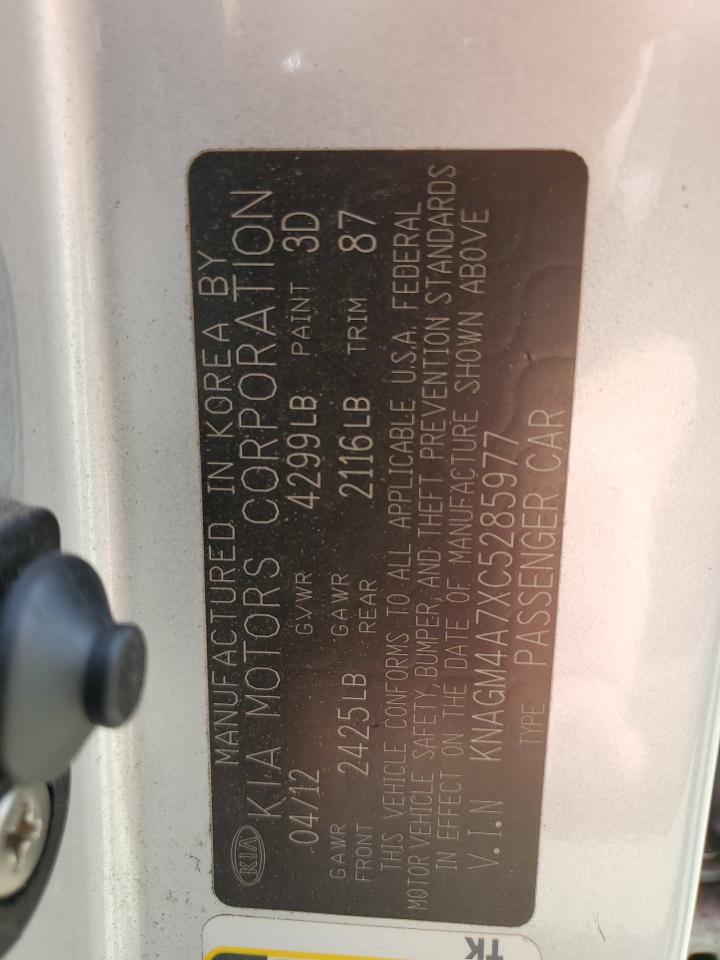 KIA MANUFACTURED IN KOREA BY
KIA MOTORS CORPORATION
04/12 GVWR 4299LB PAINT 3D
GAWR FRONT 2425LB GAWR REAR 2116LB TRIM 87
THIS VEHICLE CONFORMS TO ALL APPLICABLE U.S.A. FEDERAL
MOTOR VEHICLE SAFETY, BUMPER, AND THEFT PREVENTION STANDARDS
IN EFFECT ON THE DATE OF MANUFACTURE SHOWN ABOVE
V.I.N KNAGM4A7XC5285977
TYPE PASSENGER CAR
TK